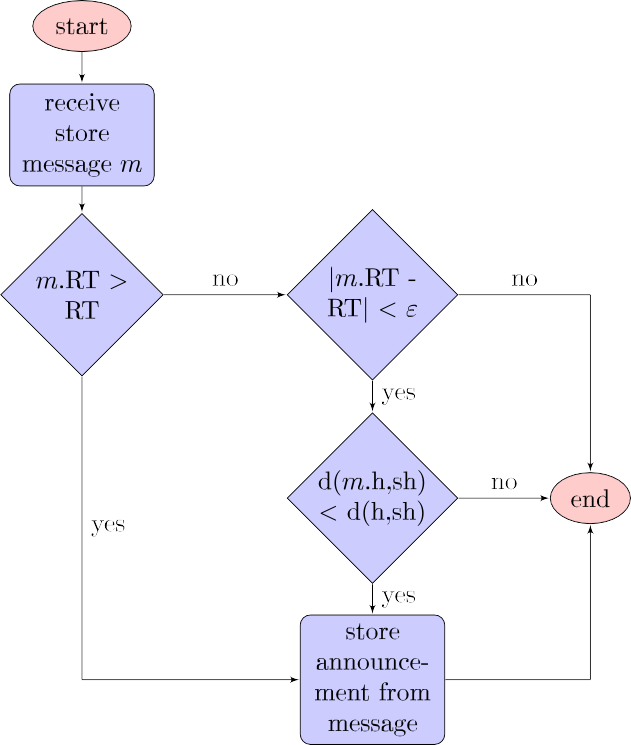 start
receive
store
message m
m.RT >
RT
no
|m.RT -
RT| < ε
no
yes
d(m.h,sh)
< d(h,sh)
no
end
yes
yes
store
announce-
ment from
message